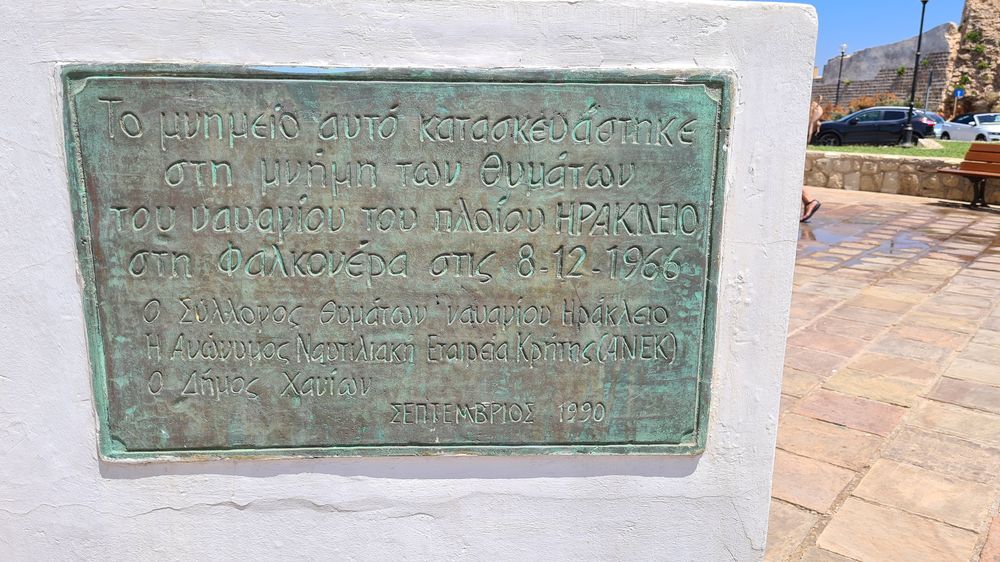 Το μνημείο αυτό κατασκευάστηκε
στη μνήμη των θυμάτων
του ναυαγίου του πλοίου ΗΡΑΚΛΕΙΟ
στη Φαλκονέρα στις 8-12-1966
Ο Σύλλογος θυμάτων ναυαγίου Ηράκλειο
Η Ανώνυμος Ναυτιλιακή Εταιρεία Κρήτης (ΑΝΕΚ)
Ο Δήμος Χανίων
ΣΕΠΤΕΜΒΡΙΟΣ 1990